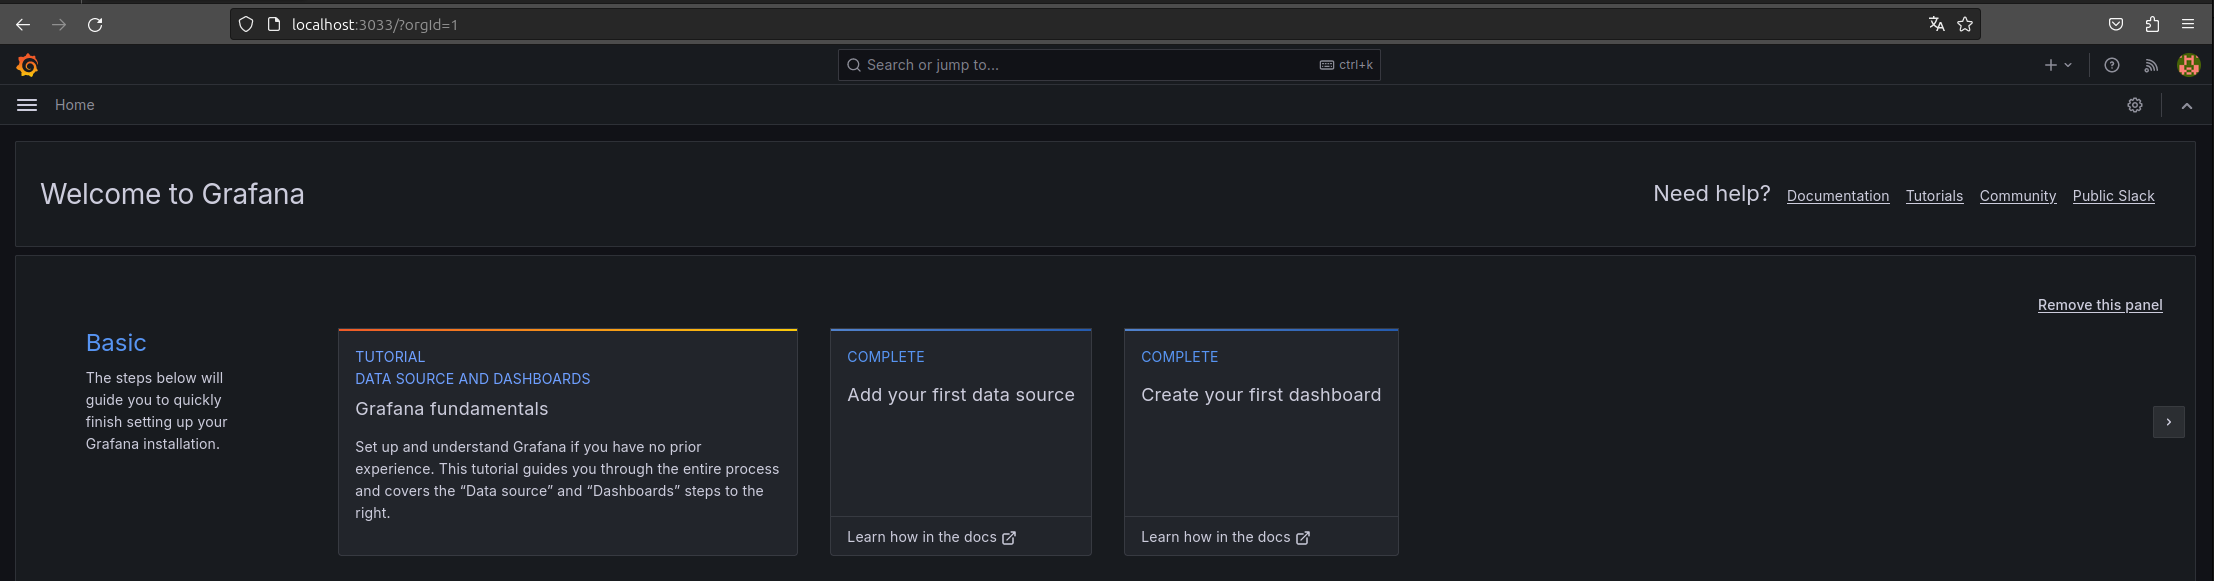 localhost:3033/?orgId=1
Search or jump to...
ctrl+k
Home
Welcome to Grafana
Need help?
Documentation
Tutorials
Community
Public Slack
Remove this panel
Basic
The steps below will
guide you to quickly
finish setting up your
Grafana installation.
TUTORIAL
DATA SOURCE AND DASHBOARDS
Grafana fundamentals
Set up and understand Grafana if you have no prior
experience. This tutorial guides you through the entire process
and covers the “Data source” and “Dashboards” steps to the
right.
COMPLETE
Add your first data source
Learn how in the docs
COMPLETE
Create your first dashboard
Learn how in the docs